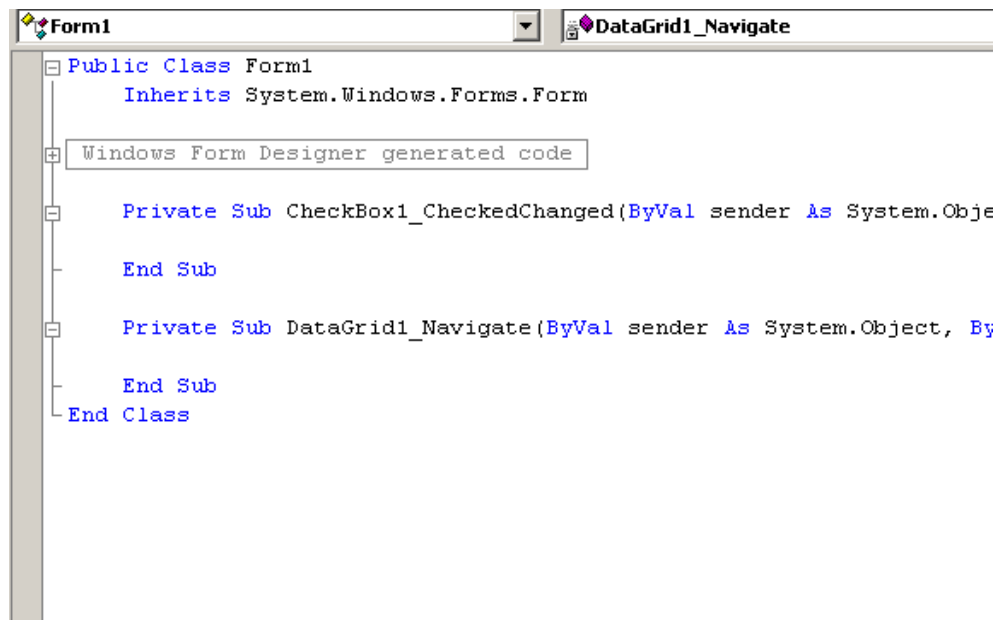 Form1
DataGrid1_Navigate
Public Class Form1
Inherits System.Windows.Forms.Form
Windows Form Designer generated code
Private Sub CheckBox1_CheckedChanged(ByVal sender As System.Obje
End Sub
Private Sub DataGrid1_Navigate(ByVal sender As System.Object, By
End Sub
End Class